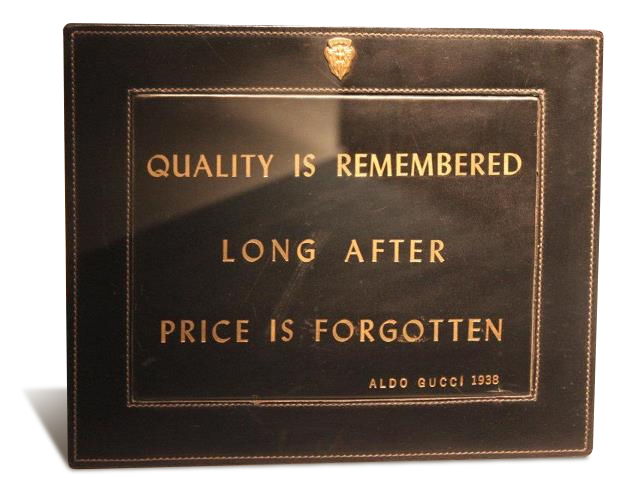 QUALITY IS REMEMBERED
LONG AFTER
PRICE IS FORGOTTEN
ALDO GUCCI 1938